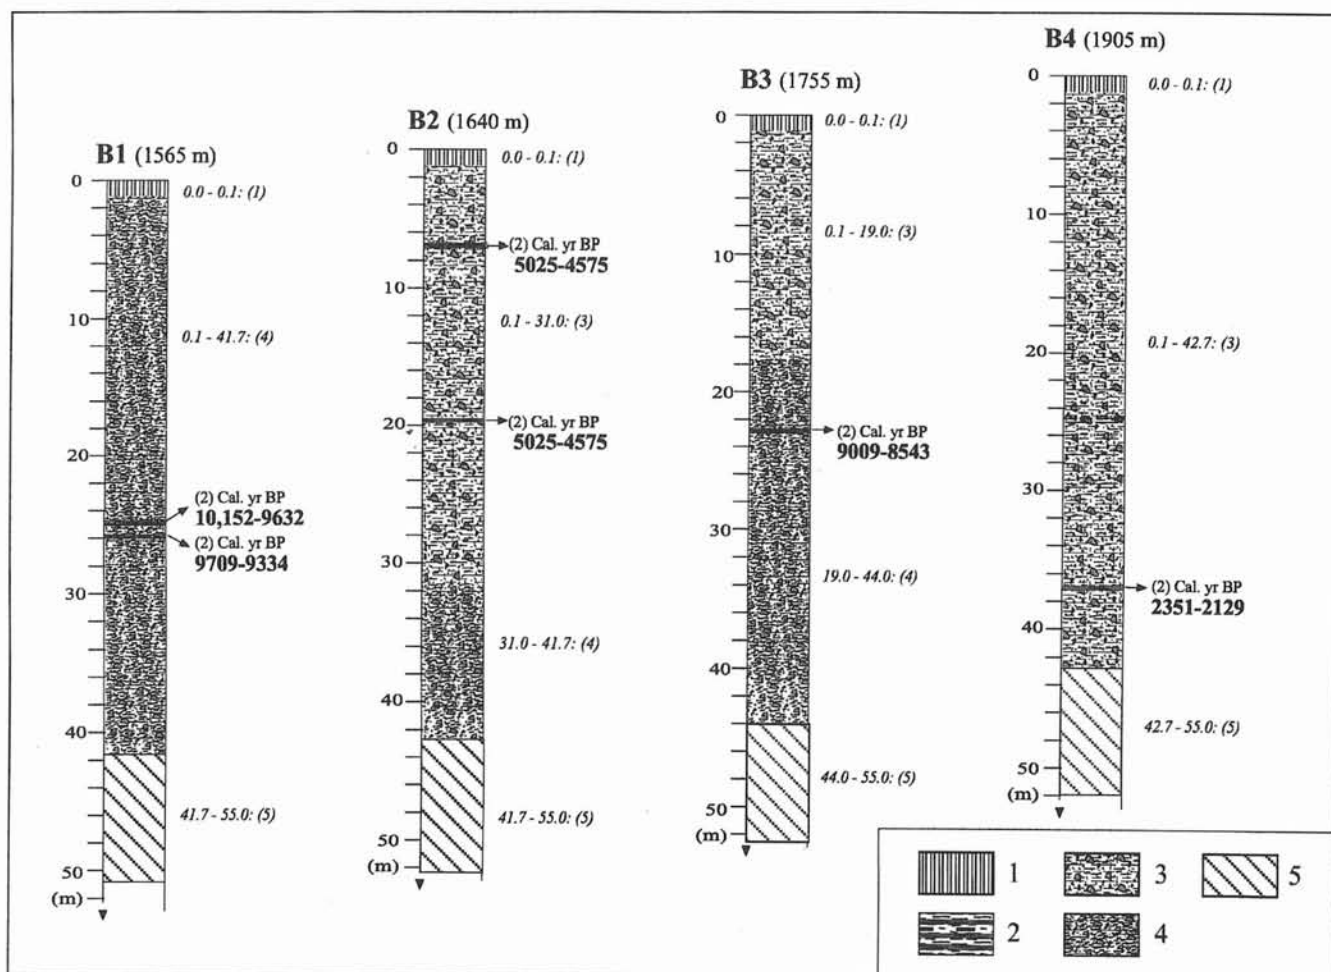 B1 (1565 m)
0
0.0 - 0.1: (1)
10
0.1 - 41.7: (4)
20
(2) Cal. yr BP
10,152-9632
(2) Cal. yr BP
9709-9334
30
40
41.7 - 55.0: (5)
50
(m)
B2 (1640 m)
0
0.0 - 0.1: (1)
(2) Cal. yr BP
5025-4575
10
0.1 - 31.0: (3)
20
(2) Cal. yr BP
5025-4575
30
31.0 - 41.7: (4)
40
41.7 - 55.0: (5)
50
(m)
B3 (1755 m)
0
0.0 - 0.1: (1)
0.1 - 19.0: (3)
10
20
(2) Cal. yr BP
9009-8543
30
19.0 - 44.0: (4)
40
44.0 - 55.0: (5)
50
(m)
B4 (1905 m)
0
0.0 - 0.1: (1)
10
0.1 - 42.7: (3)
20
30
(2) Cal. yr BP
2351-2129
40
42.7 - 55.0: (5)
50
(m)
1
3
5
2
4